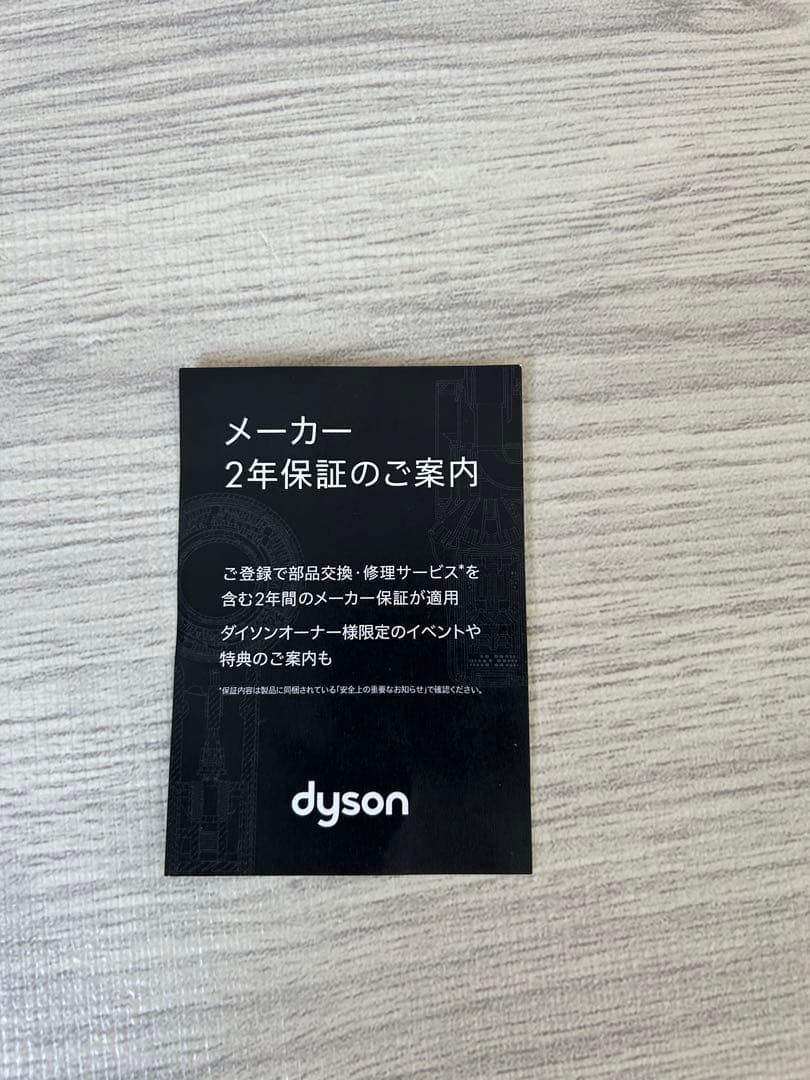 メーカー
2年保証のご案内
ご登録で部品交換・修理サービス*を
含む2年間のメーカー保証が適用
ダイソンオーナー様限定のイベントや
特典のご案内も
*保証内容は製品に同梱されている「安全上の重要なお知らせ」で確認ください。
dyson